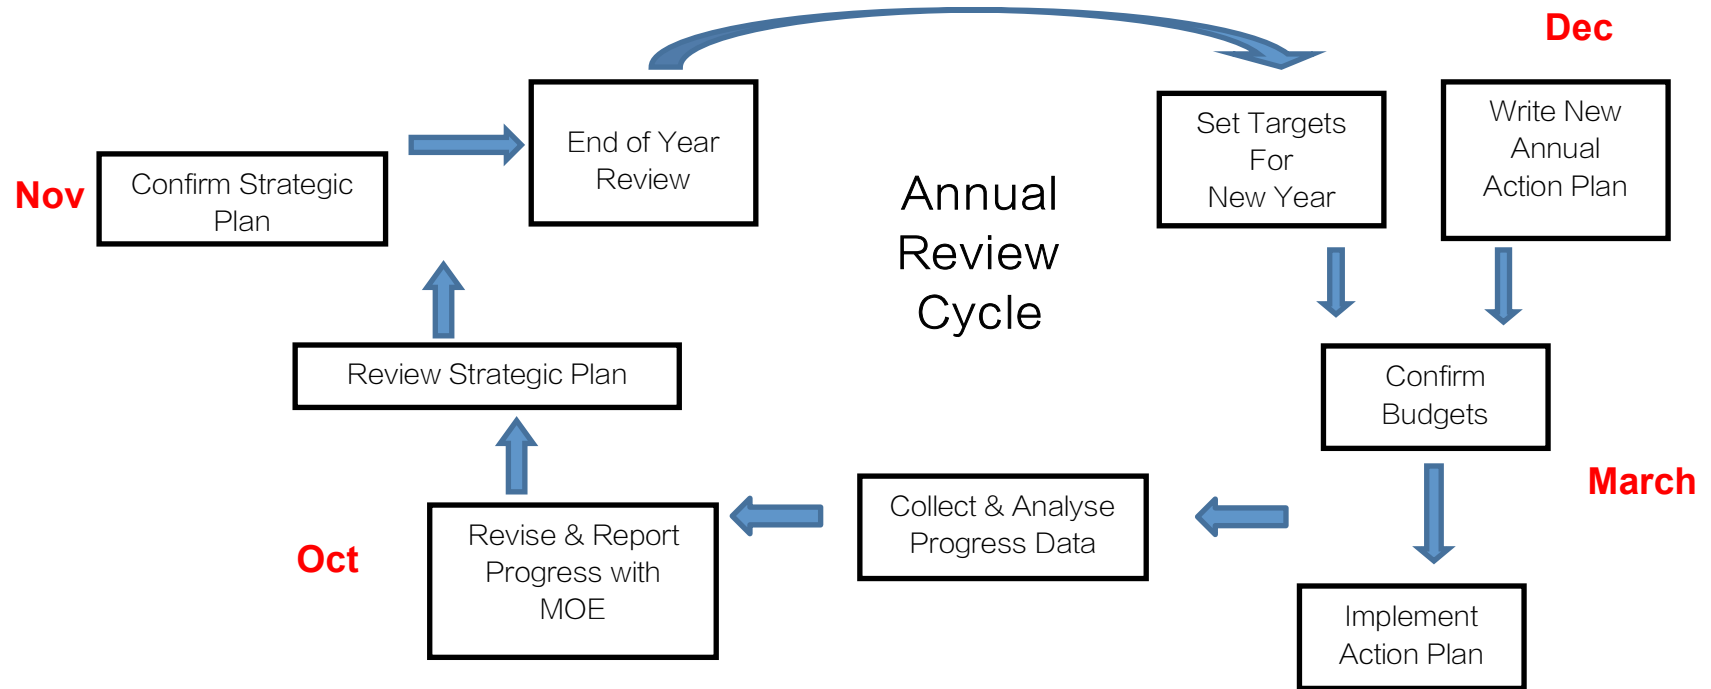 Dec
Write New
Annual
Action Plan
Set Targets
For
New Year
End of Year
Review
Nov
Confirm Strategic
Plan
Annual
Review
Cycle
Review Strategic Plan
Confirm
Budgets
March
Collect & Analyse
Progress Data
Revise & Report
Progress with
MOE
Oct
Implement
Action Plan